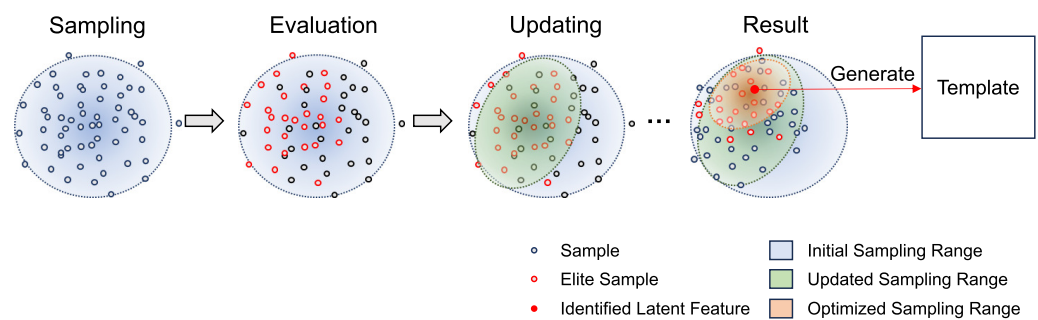 Sampling
Evaluation
Updating
Result
Generate
Template
...
Sample
Elite Sample
Identified Latent Feature
Initial Sampling Range
Updated Sampling Range
Optimized Sampling Range